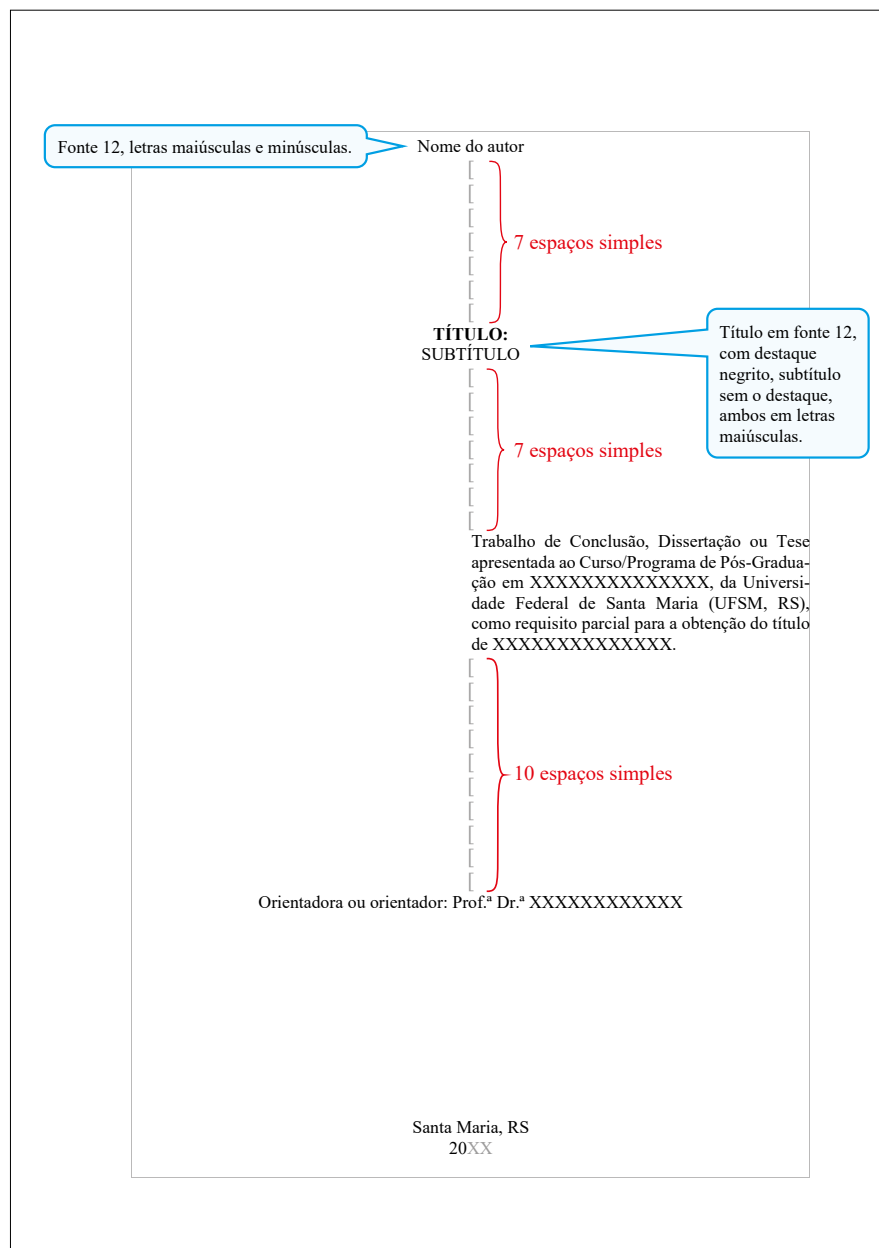 Fonte 12, letras maiúsculas e minúsculas.
Nome do autor
[
[
[
[
[
[
[
7 espaços simples
TÍTULO:
SUBTÍTULO
Título em fonte 12,
com destaque
negrito, subtítulo
sem o destaque,
ambos em letras
maiúsculas.
[
[
[
[
[
[
[
7 espaços simples
Trabalho de Conclusão, Dissertação ou Tese
apresentada ao Curso/Programa de Pós-Gradua-
ção em XXXXXXXXXXXXXX, da Universi-
dade Federal de Santa Maria (UFSM, RS),
como requisito parcial para a obtenção do título
de XXXXXXXXXXXXXX.
[
[
[
[
[
[
[
[
[
[
10 espaços simples
Orientadora ou orientador: Prof.ª Dr.ª XXXXXXXXXXXX
Santa Maria, RS
20XX